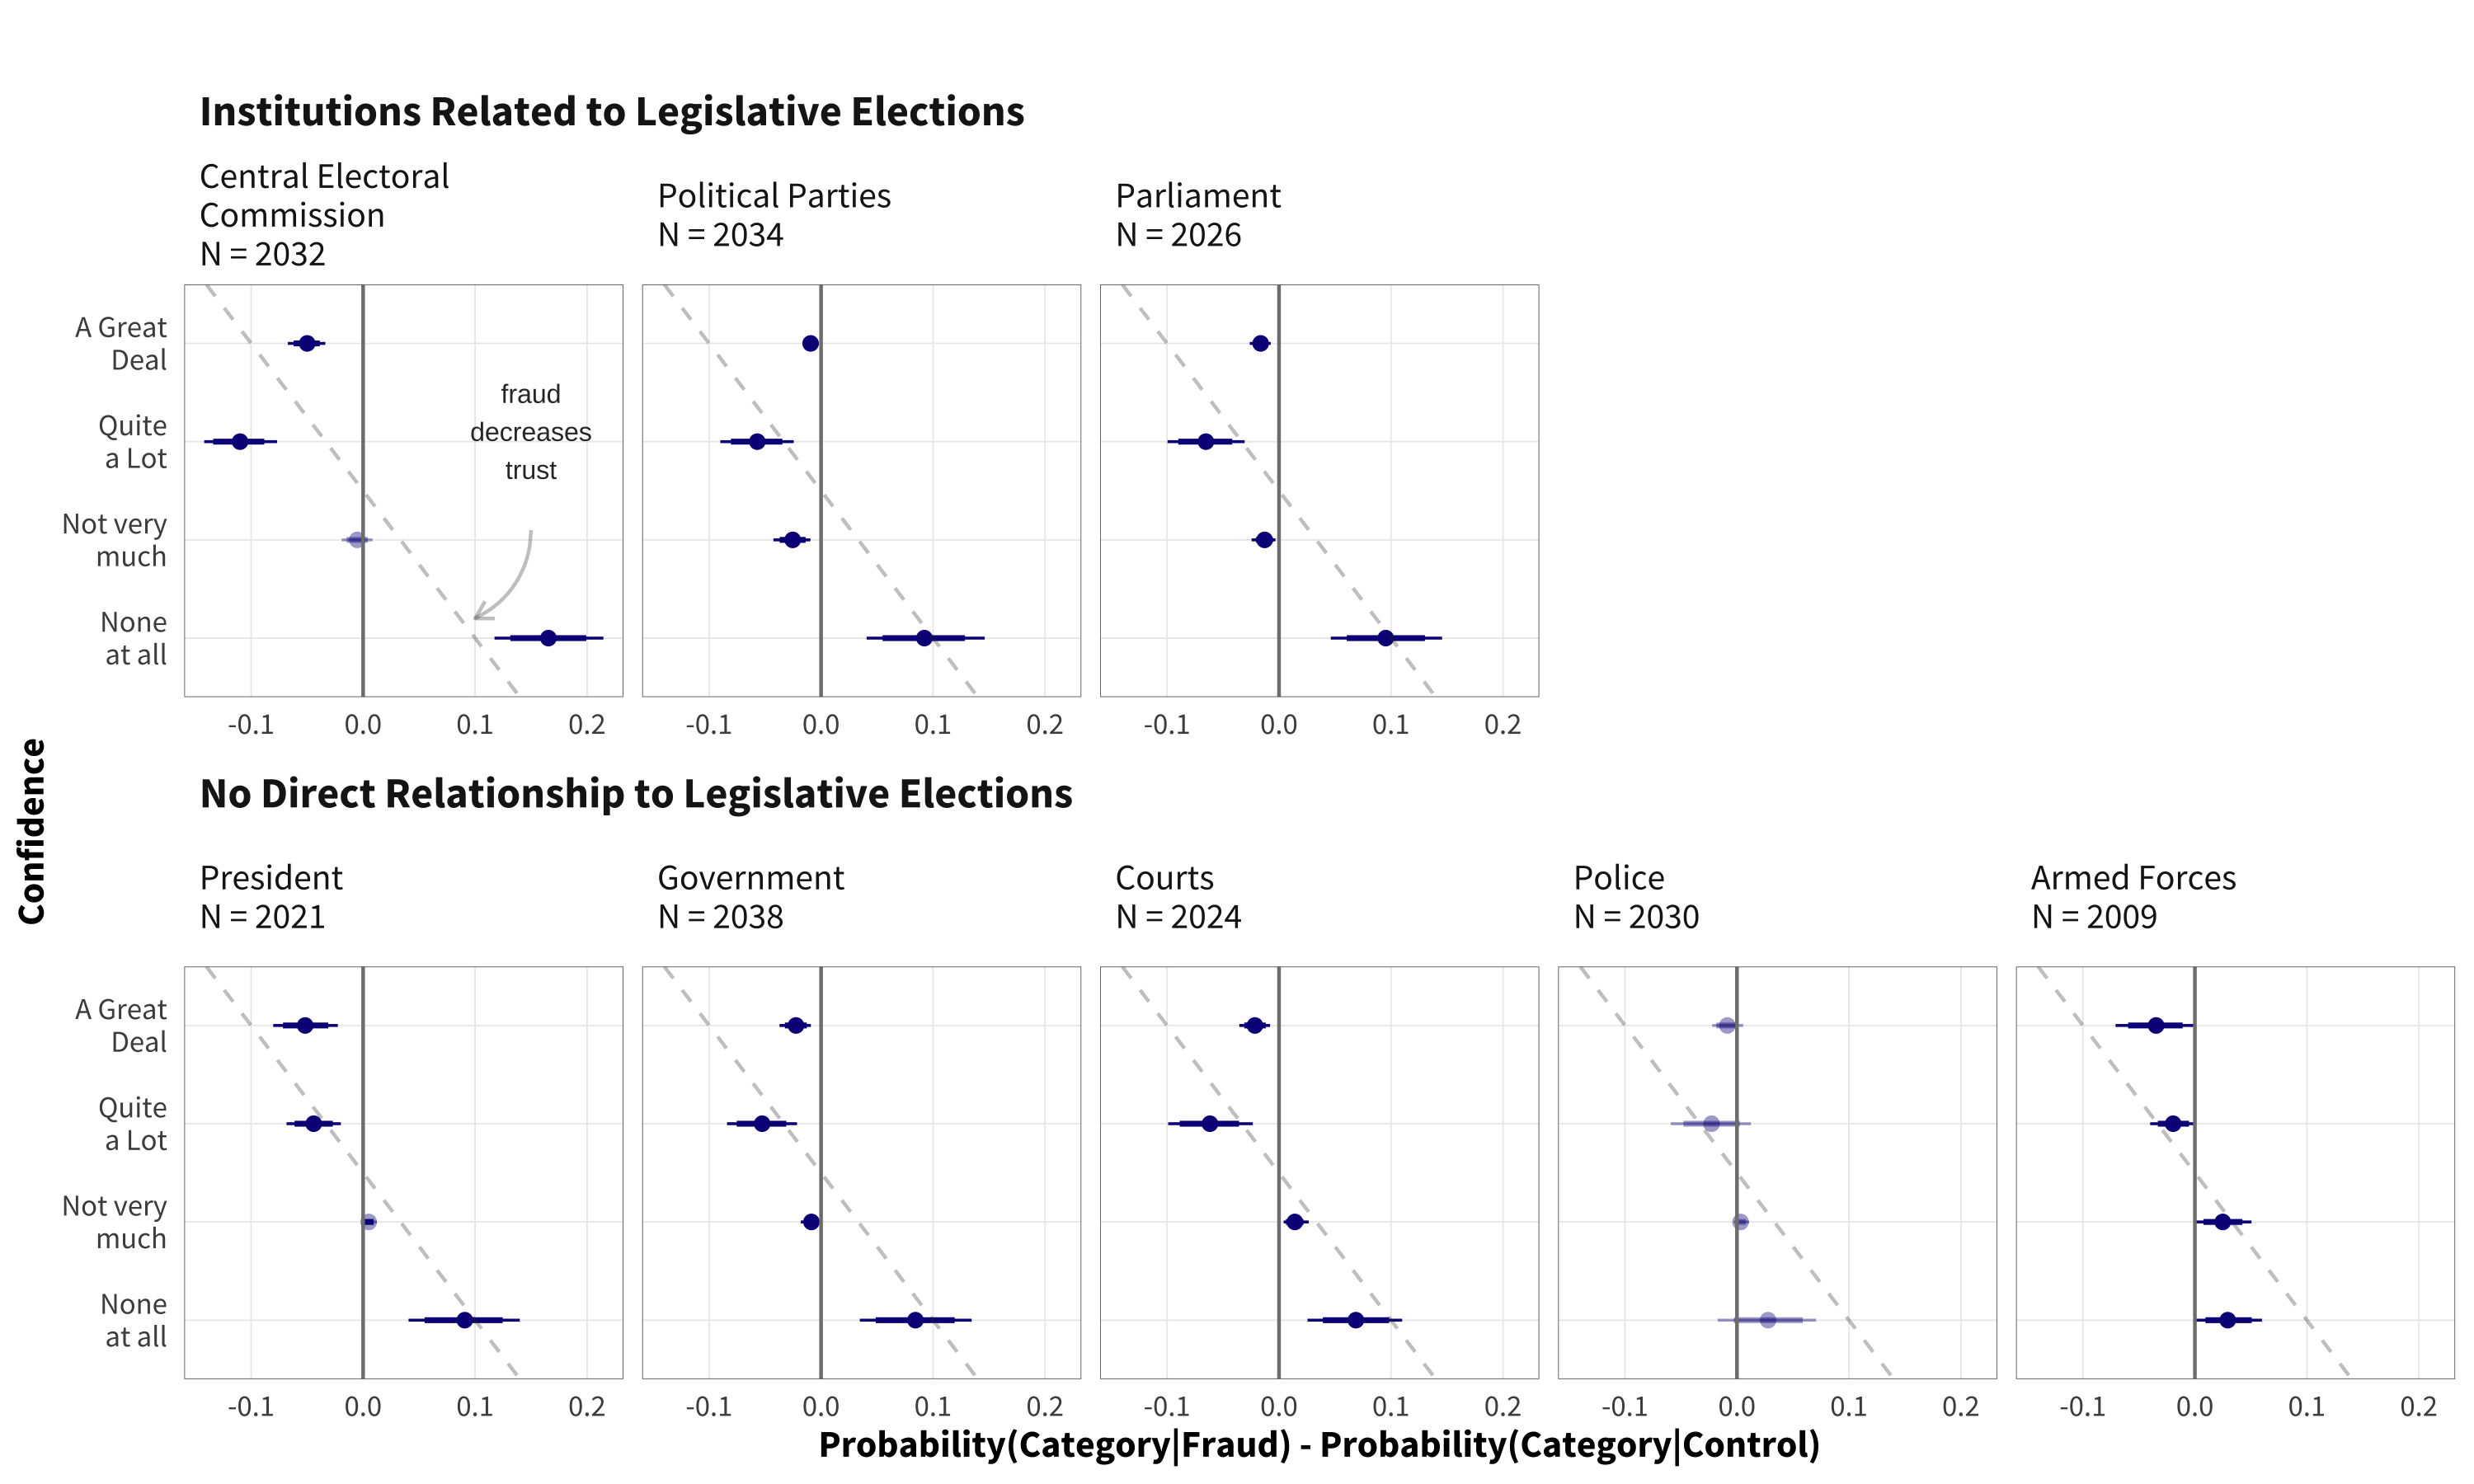 Institutions Related to Legislative Elections
Central Electoral
Commission
N = 2032
Political Parties
N = 2034
Parliament
N = 2026
A Great
Deal
Quite
a Lot
Not very
much
None
at all
fraud
decreases
trust
-0.1 0.0 0.1 0.2
-0.1 0.0 0.1 0.2
-0.1 0.0 0.1 0.2
Confidence
No Direct Relationship to Legislative Elections
President
N = 2021
Government
N = 2038
Courts
N = 2024
Police
N = 2030
Armed Forces
N = 2009
A Great
Deal
Quite
a Lot
Not very
much
None
at all
-0.1 0.0 0.1 0.2
-0.1 0.0 0.1 0.2
-0.1 0.0 0.1 0.2
-0.1 0.0 0.1 0.2
-0.1 0.0 0.1 0.2
Probability(Category|Fraud) - Probability(Category|Control)